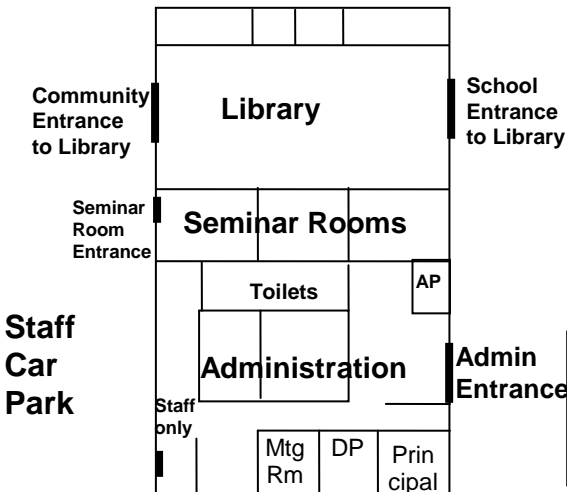 Community
Entrance
to Library
Library
School
Entrance
to Library
Seminar
Room
Entrance
Seminar Rooms
Toilets
AP
Staff
Car
Park
Administration
Admin
Entrance
Staff
only
Mtg
Rm
DP
Prin
cipal